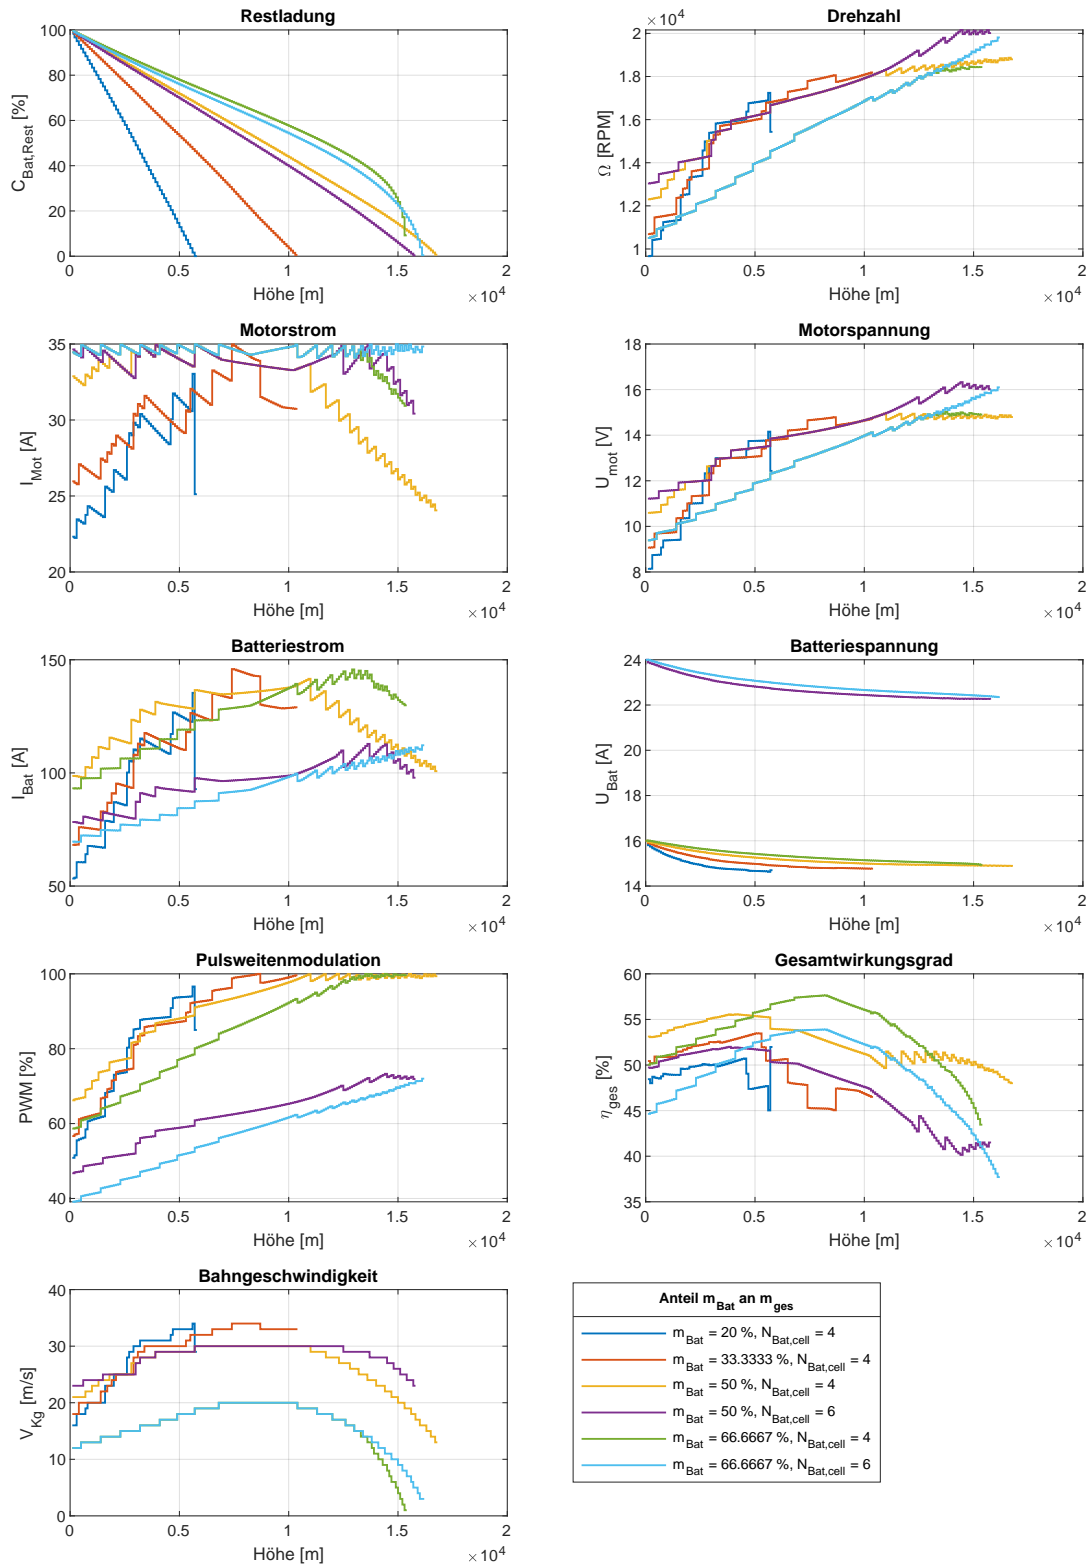 Restladung
C_Bat,Rest [%]
100
80
60
40
20
0
0 0.5 1 1.5 2
Höhe [m]
×10^4
Drehzahl
×10^4
Ω [RPM]
2
1.8
1.6
1.4
1.2
1
0 0.5 1 1.5 2
Höhe [m]
×10^4
Motorstrom
I_Mot [A]
35
30
25
20
0 0.5 1 1.5 2
Höhe [m]
×10^4
Motorspannung
U_mot [V]
18
16
14
12
10
8
0 0.5 1 1.5 2
Höhe [m]
×10^4
Batteriestrom
I_Bat [A]
150
100
50
0 0.5 1 1.5 2
Höhe [m]
×10^4
Batteriespannung
U_Bat [A]
24
22
20
18
16
14
0 0.5 1 1.5 2
Höhe [m]
×10^4
Pulsweitenmodulation
PWM [%]
100
80
60
40
0 0.5 1 1.5 2
Höhe [m]
×10^4
Gesamtwirkungsgrad
η_ges [%]
60
55
50
45
40
35
0 0.5 1 1.5 2
Höhe [m]
×10^4
Bahngeschwindigkeit
V_Kg [m/s]
40
30
20
10
0
0 0.5 1 1.5 2
Höhe [m]
×10^4
Anteil m_Bat an m_ges
m_Bat = 20 %, N_Bat,cell = 4
m_Bat = 33.3333 %, N_Bat,cell = 4
m_Bat = 50 %, N_Bat,cell = 4
m_Bat = 50 %, N_Bat,cell = 6
m_Bat = 66.6667 %, N_Bat,cell = 4
m_Bat = 66.6667 %, N_Bat,cell = 6